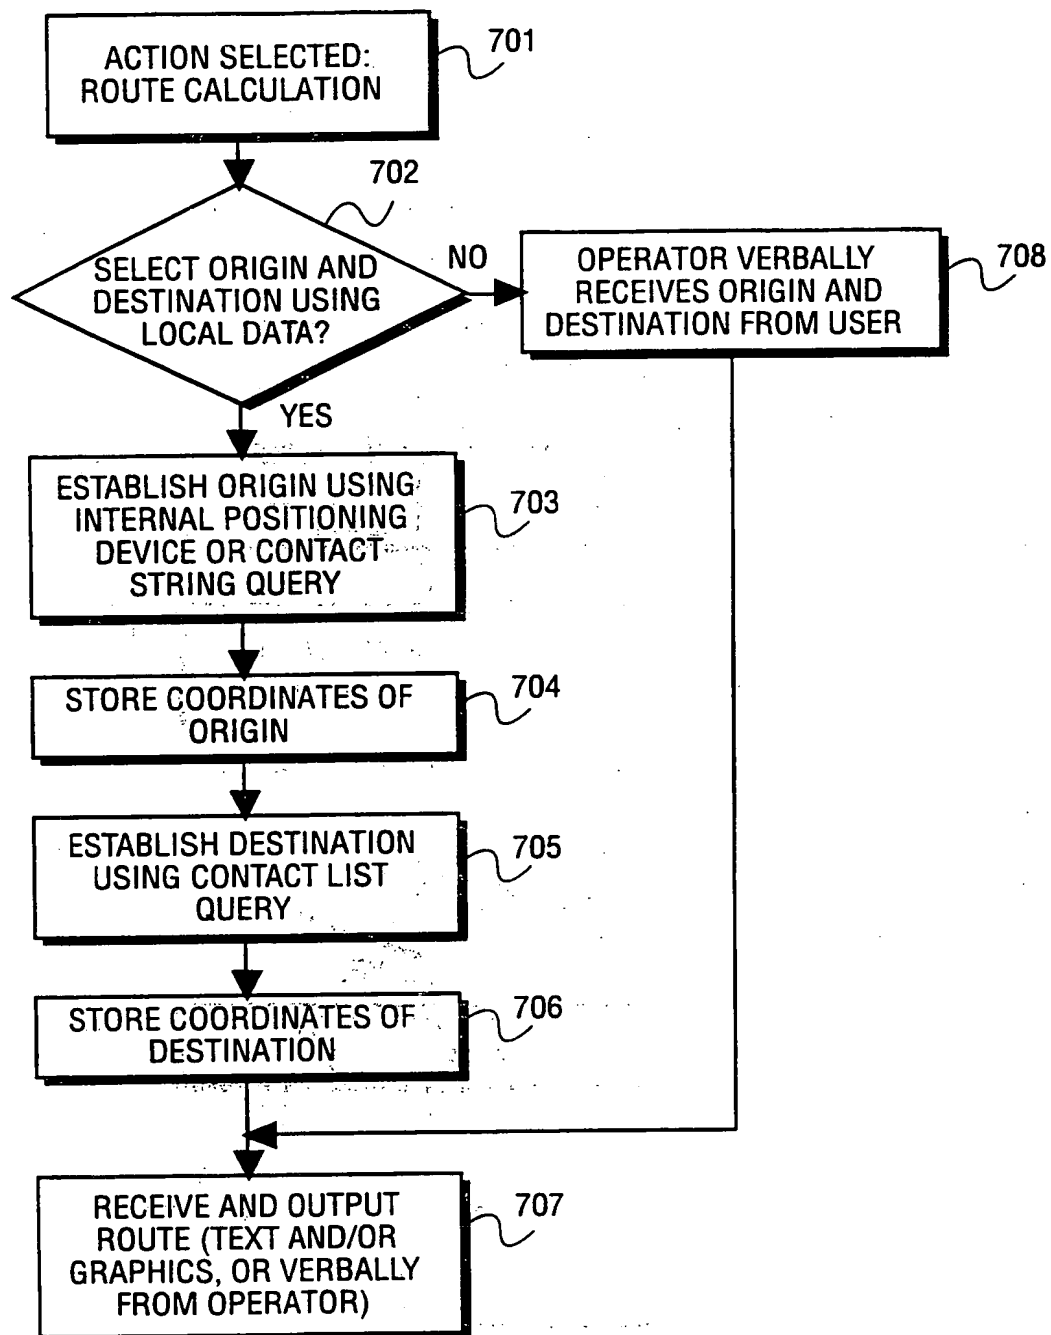 ACTION SELECTED:
ROUTE CALCULATION
701
702
SELECT ORIGIN AND
DESTINATION USING
LOCAL DATA?
NO
OPERATOR VERBALLY
RECEIVES ORIGIN AND
DESTINATION FROM USER
708
YES
ESTABLISH ORIGIN USING
INTERNAL POSITIONING
DEVICE OR CONTACT
STRING QUERY
703
STORE COORDINATES OF
ORIGIN
704
ESTABLISH DESTINATION
USING CONTACT LIST
QUERY
705
STORE COORDINATES OF
DESTINATION
706
RECEIVE AND OUTPUT
ROUTE (TEXT AND/OR
GRAPHICS, OR VERBALLY
FROM OPERATOR)
707